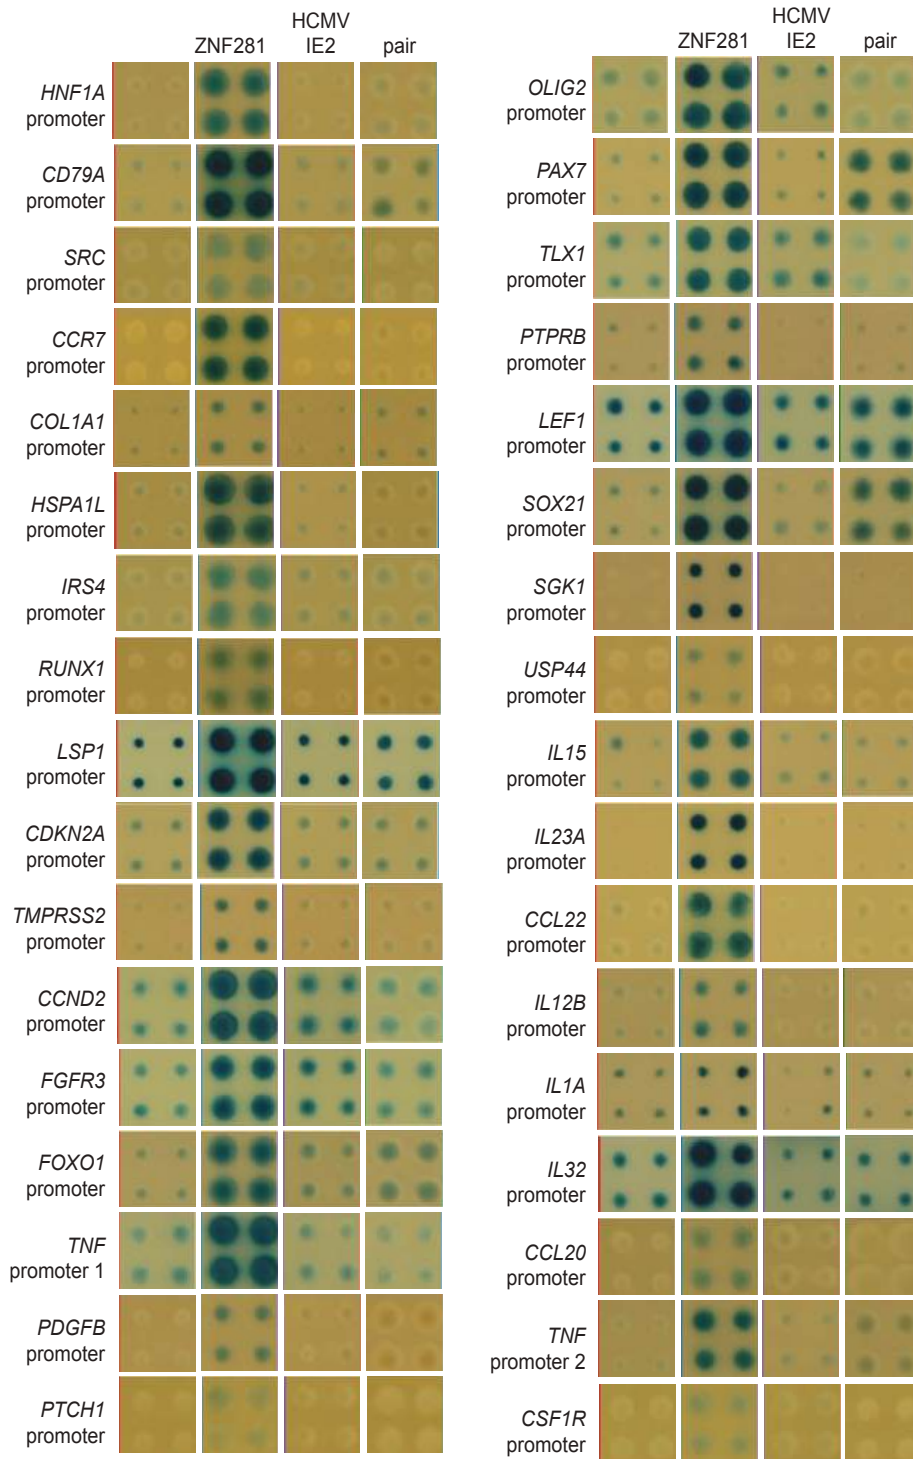 ZNF281
HCMV
IE2
pair
HNF1A
promoter
CD79A
promoter
SRC
promoter
CCR7
promoter
COL1A1
promoter
HSPA1L
promoter
IRS4
promoter
RUNX1
promoter
LSP1
promoter
CDKN2A
promoter
TMPRSS2
promoter
CCND2
promoter
FGFR3
promoter
FOXO1
promoter
TNF
promoter 1
PDGFB
promoter
PTCH1
promoter
ZNF281
HCMV
IE2
pair
OLIG2
promoter
PAX7
promoter
TLX1
promoter
PTPRB
promoter
LEF1
promoter
SOX21
promoter
SGK1
promoter
USP44
promoter
IL15
promoter
IL23A
promoter
CCL22
promoter
IL12B
promoter
IL1A
promoter
IL32
promoter
CCL20
promoter
TNF
promoter 2
CSF1R
promoter